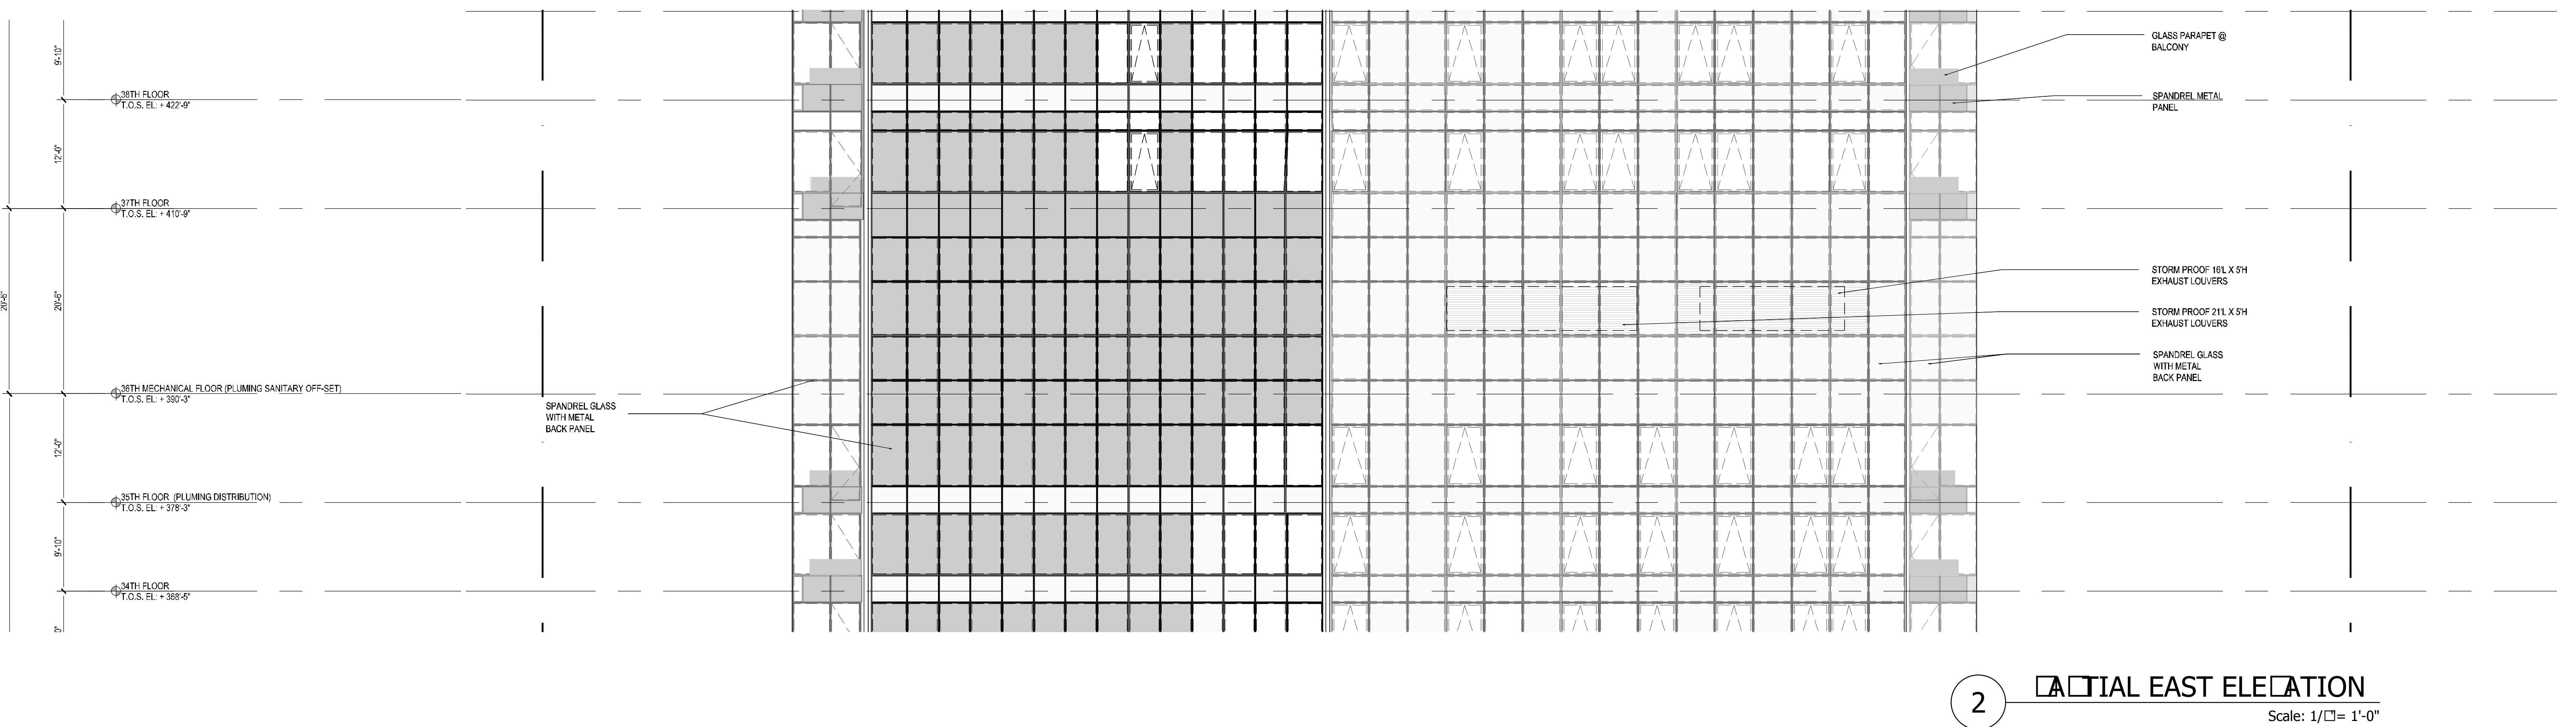 9'-10"
38TH FLOOR
T.O.S. EL: + 422'-9"
12'-0"
37TH FLOOR
T.O.S. EL: + 410'-9"
20'-6"
20'-6"
36TH MECHANICAL FLOOR (PLUMING SANITARY OFF-SET)
T.O.S. EL: + 390'-3"
12'-0"
35TH FLOOR (PLUMING DISTRIBUTION)
T.O.S. EL: + 378'-3"
9'-10"
34TH FLOOR
T.O.S. EL: + 368'-5"
0"
SPANDREL GLASS
WITH METAL
BACK PANEL
GLASS PARAPET @
BALCONY
SPANDREL METAL
PANEL
STORM PROOF 16'L X 5'H
EXHAUST LOUVERS
STORM PROOF 21'L X 5'H
EXHAUST LOUVERS
SPANDREL GLASS
WITH METAL
BACK PANEL
2
□A□TIAL EAST ELE□ATION
Scale: 1/□= 1'-0"